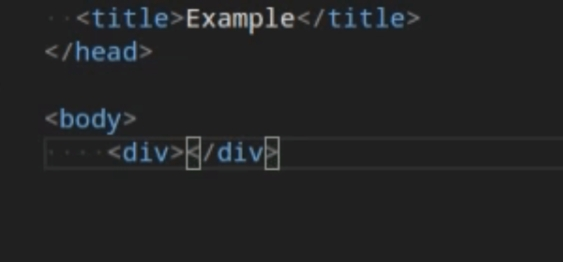 <title>Example</title>
</head>
<body>
<div></div>